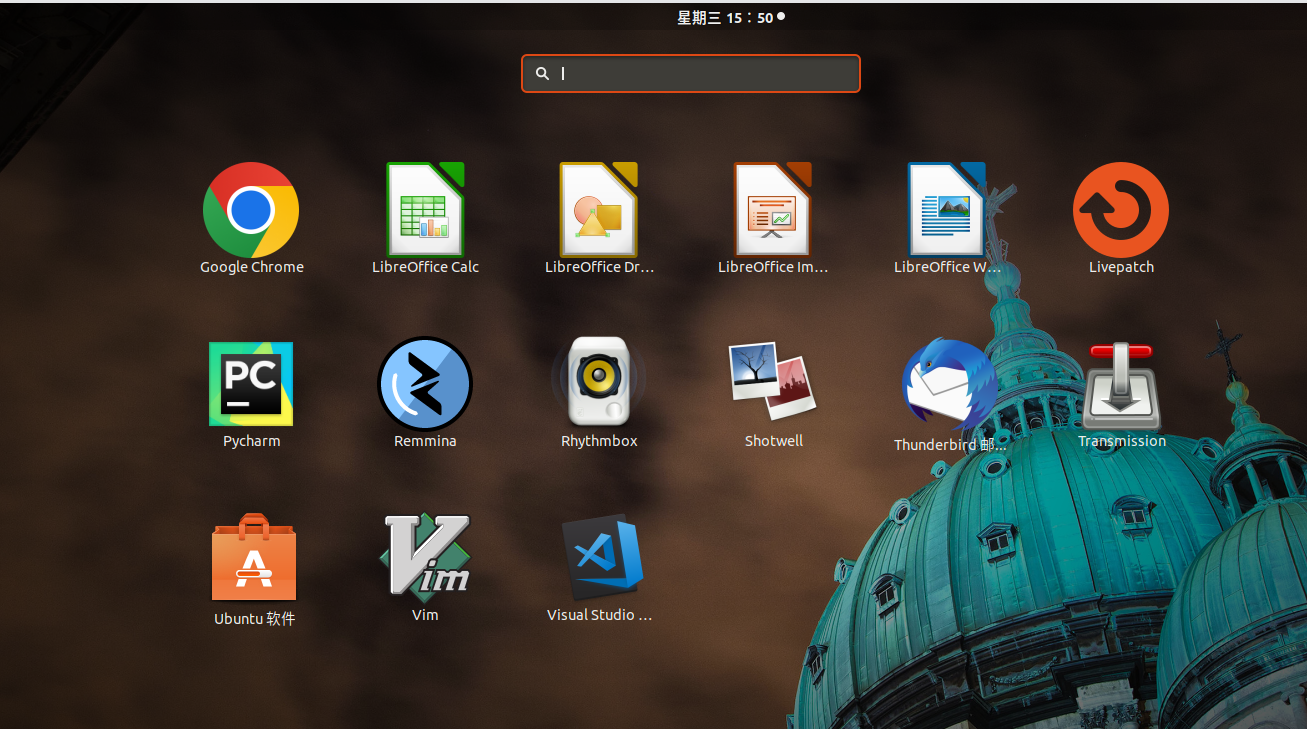 星期三 15：50
Google Chrome
LibreOffice Calc
LibreOffice Dr…
LibreOffice Im…
LibreOffice W…
Livepatch
PC
Pycharm
Remmina
Rhythmbox
Shotwell
Thunderbird 邮…
Transmission
A
Vim
Ubuntu 软件
Vim
Visual Studio …